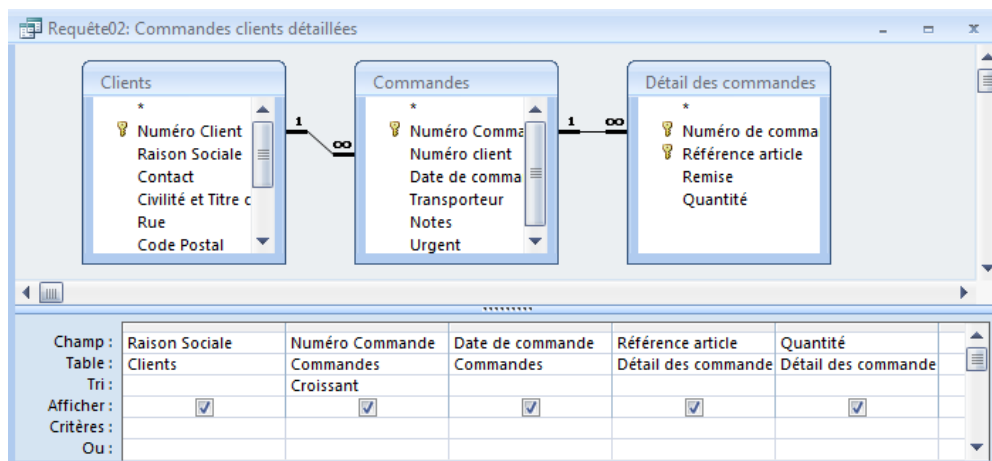 Requête02: Commandes clients détaillées
Clients
*
Numéro Client
Raison Sociale
Contact
Civilité et Titre c
Rue
Code Postal
1
∞
Commandes
*
Numéro Comma
Numéro client
Date de comma
Transporteur
Notes
Urgent
1
∞
Détail des commandes
*
Numéro de comma
Référence article
Remise
Quantité
Champ : Raison Sociale Numéro Commande Date de commande Référence article Quantité
Table : Clients Commandes Commandes Détail des commande Détail des commande
Tri : Croissant
Afficher :
Critères :
Ou :